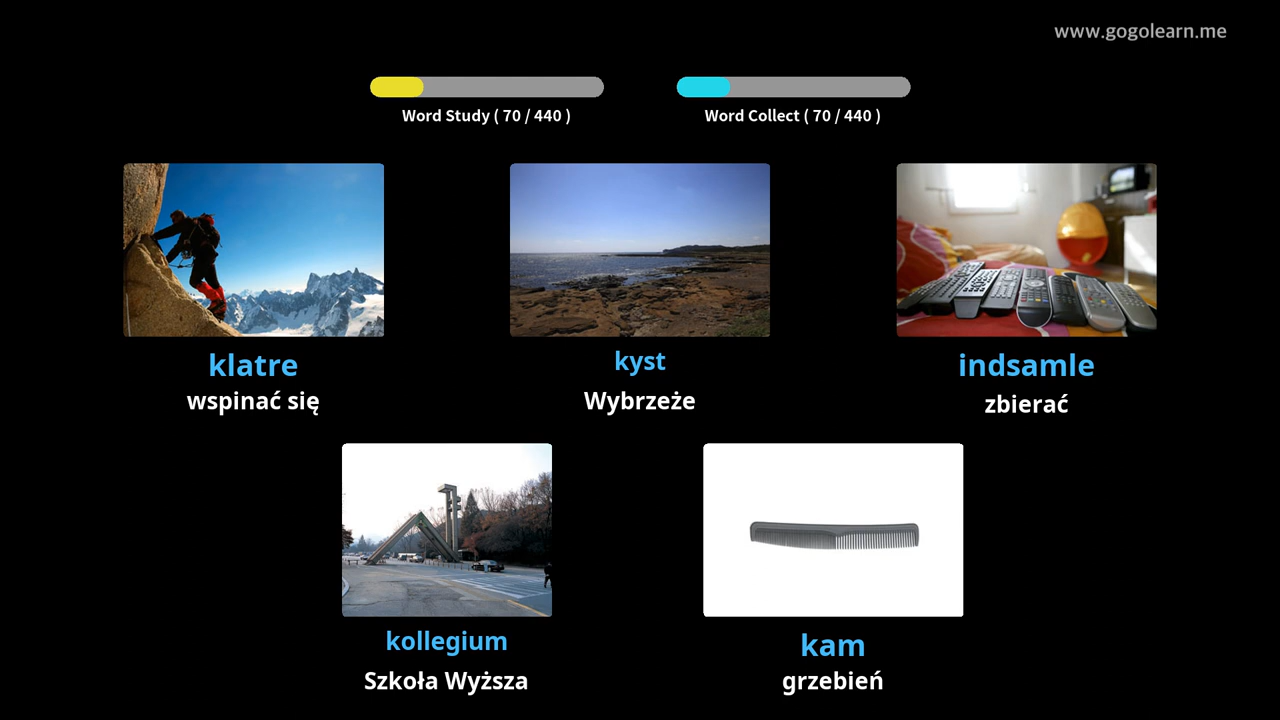 www.gogolearn.me
Word Study ( 70 / 440 )
Word Collect ( 70 / 440 )
klatre
wspinać się
kyst
Wybrzeże
indsamle
zbierać
kollegium
Szkoła Wyższa
kam
grzebień